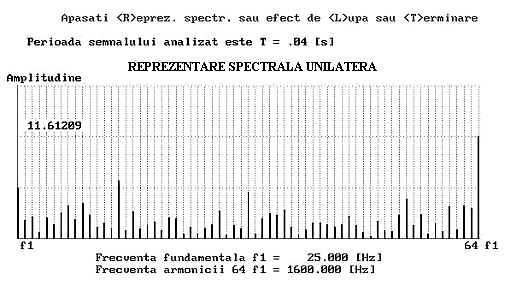 Apasati <R>eprez. spectr. sau efect de <L>upa sau <T>erminare
Perioada semnalului analizat este T = .04 [s]
REPREZENTARE SPECTRALA UNILATERA
Amplitudine
11.61209
f1 64 f1
Frecventa fundamentala f1 = 25.000 [Hz]
Frecventa armonicii 64 f1 = 1600.000 [Hz]